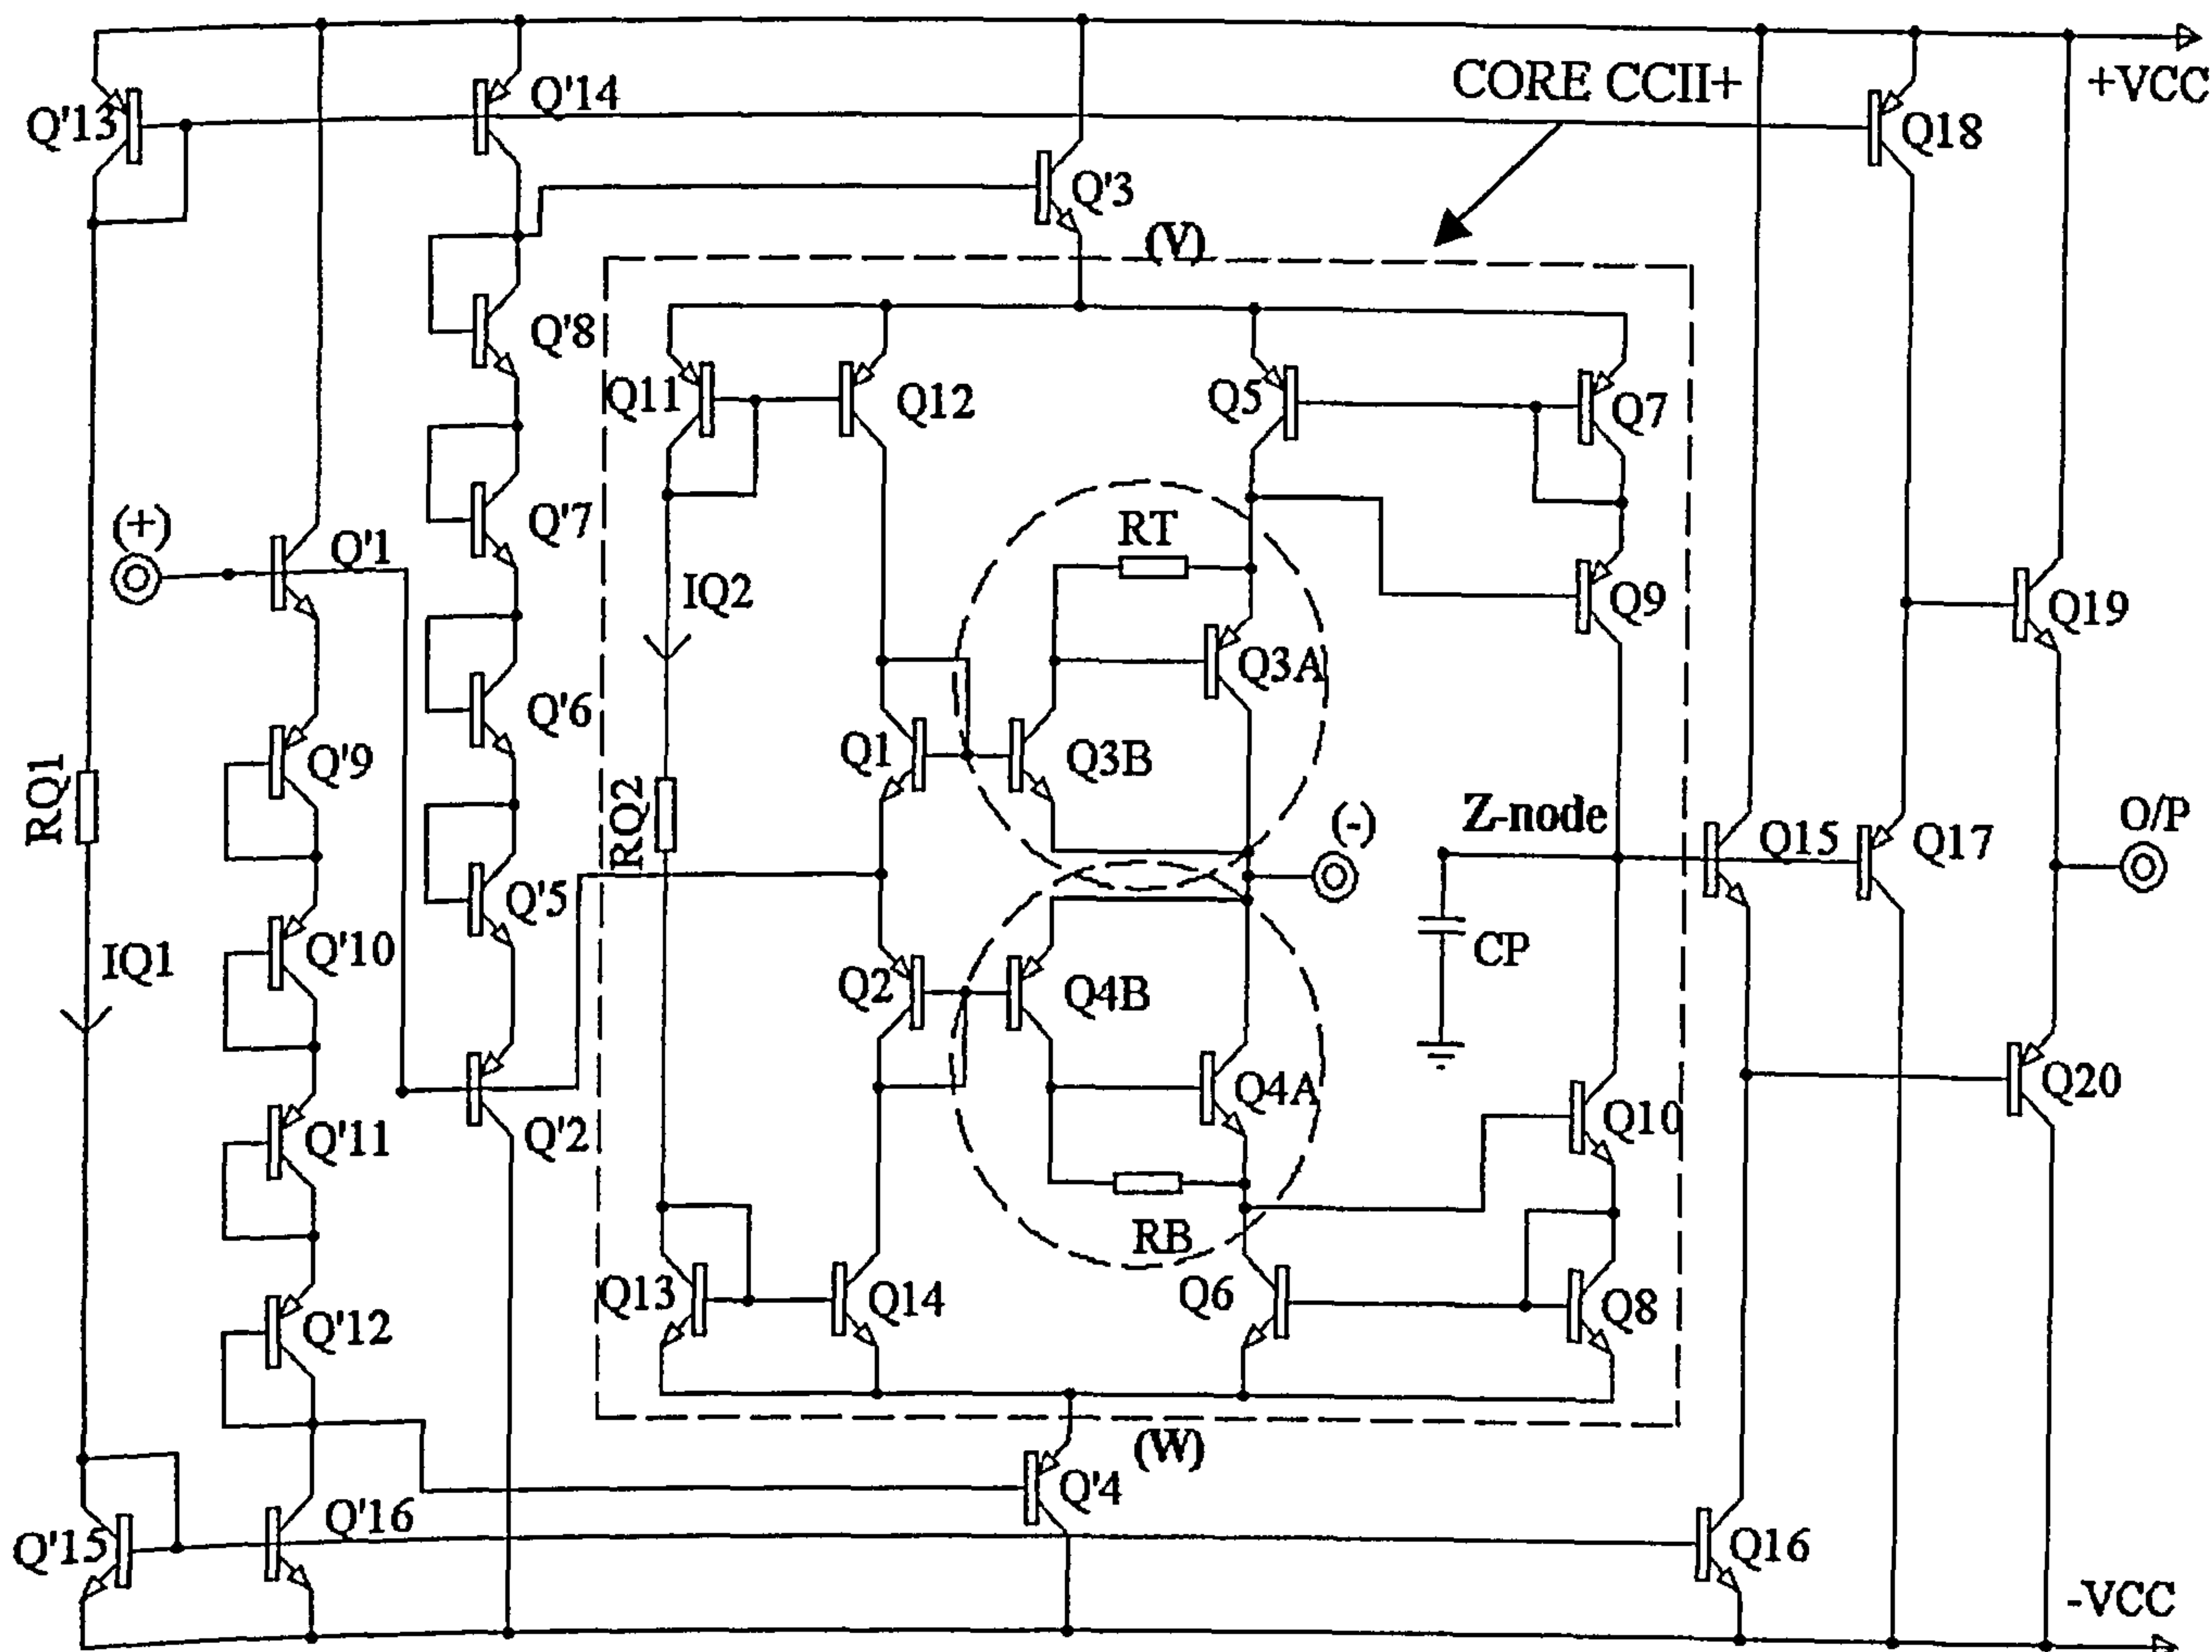 CORE CCII+
+VCC
Q'13
Q'14
Q18
Q'3
(V)
Q'8
Q11
Q12
Q5
Q7
(+)
Q'1
Q'7
RT
IQ2
Q9
Q19
Q3A
Q'6
Q1
Q3B
Q'9
RQ1
RQ2
Z-node
(-)
Q15
Q17
O/P
Q'5
IQ1
Q'10
Q2
Q4B
CP
Q4A
Q20
Q'11
Q'2
Q10
RB
Q'12
Q13
Q14
Q6
Q8
(W)
Q'4
Q'15
Q'16
Q16
-VCC